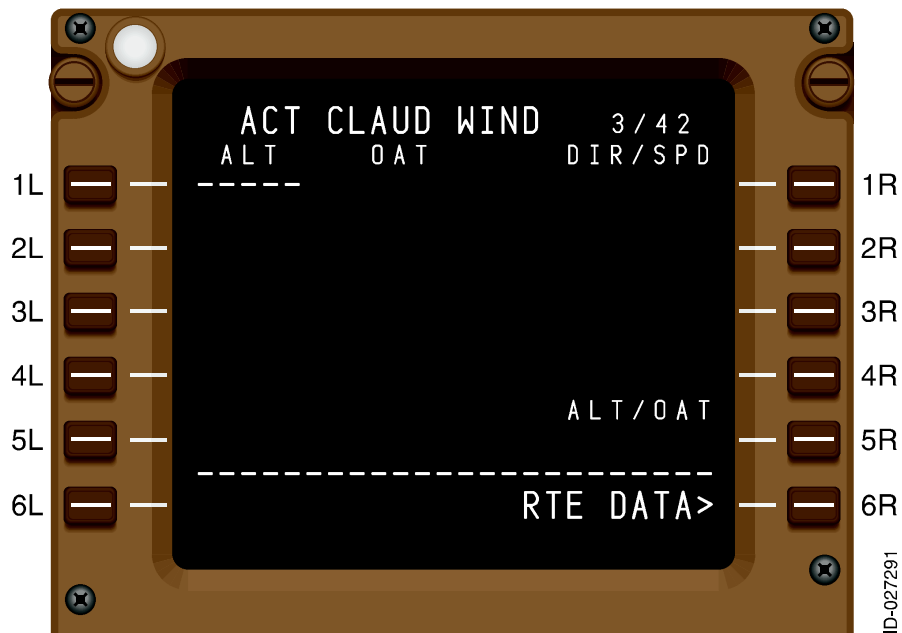 ACT CLAUD WIND 3/42
ALT OAT DIR/SPD
1L ----- 1R
2L 2R
3L 3R
4L 4R
ALT/OAT
5L 5R
------------------------
6L RTE DATA> 6R
ID-027291